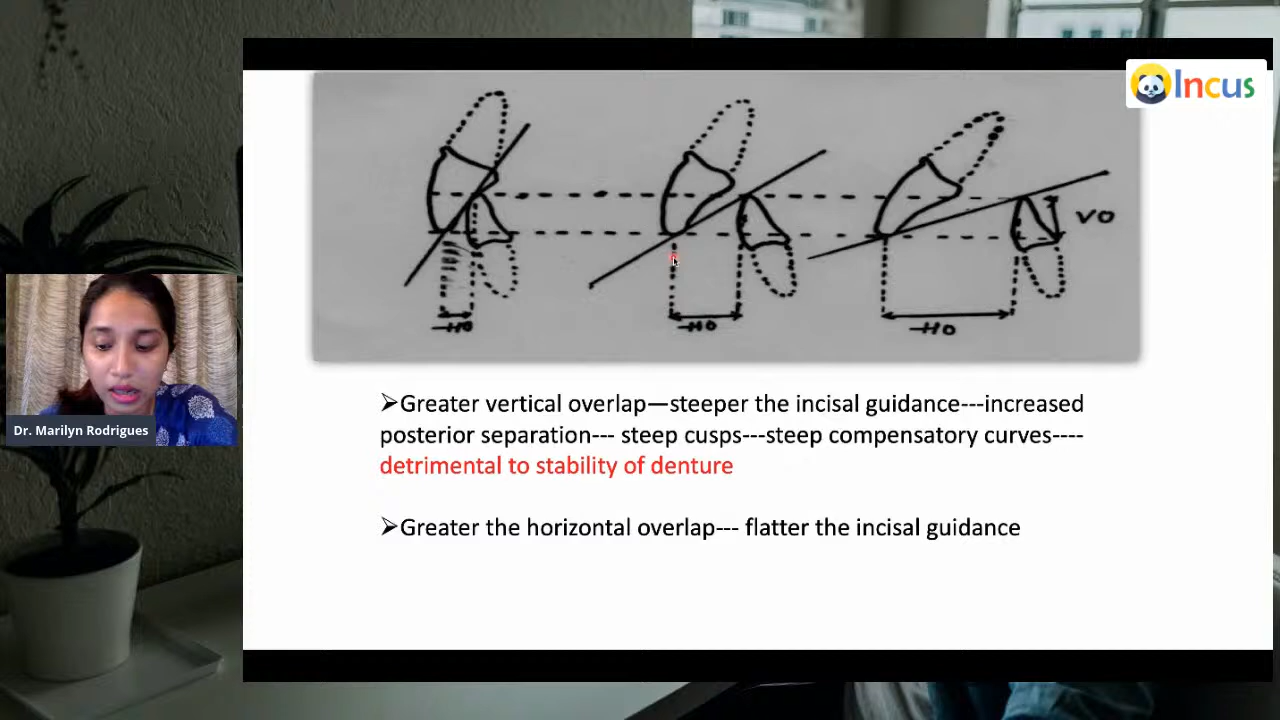 Incus
VO
HO HO HO
Dr. Marilyn Rodrigues
➢Greater vertical overlap—steeper the incisal guidance---increased
posterior separation--- steep cusps---steep compensatory curves----
detrimental to stability of denture
➢Greater the horizontal overlap--- flatter the incisal guidance